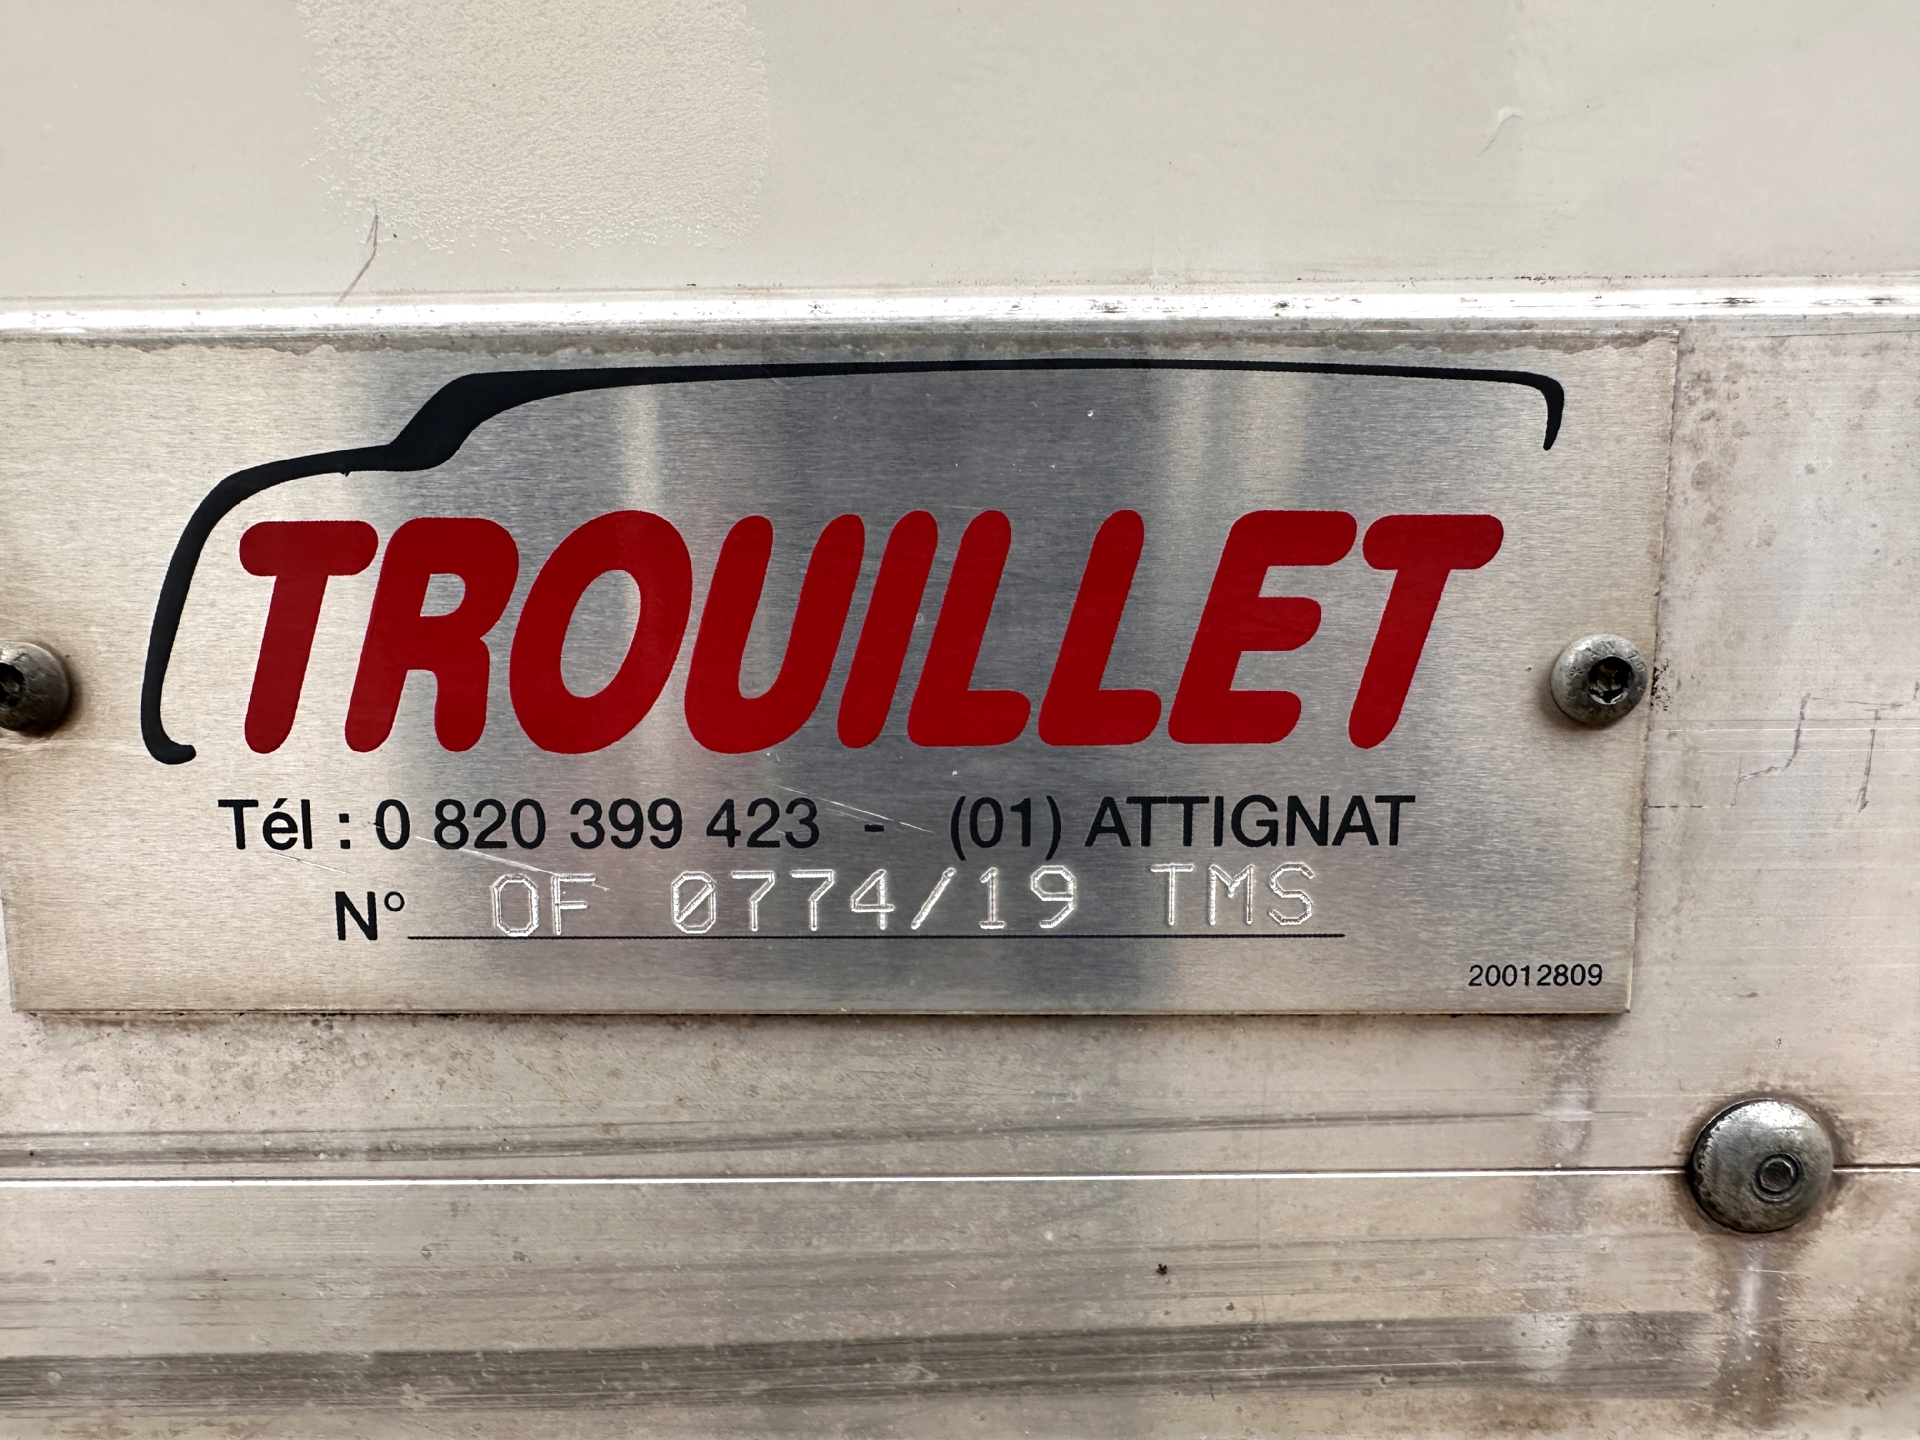 TROUILLET
Tél : 0 820 399 423 - (01) ATTIGNAT
N° OF 0774/19 TMS
20012809